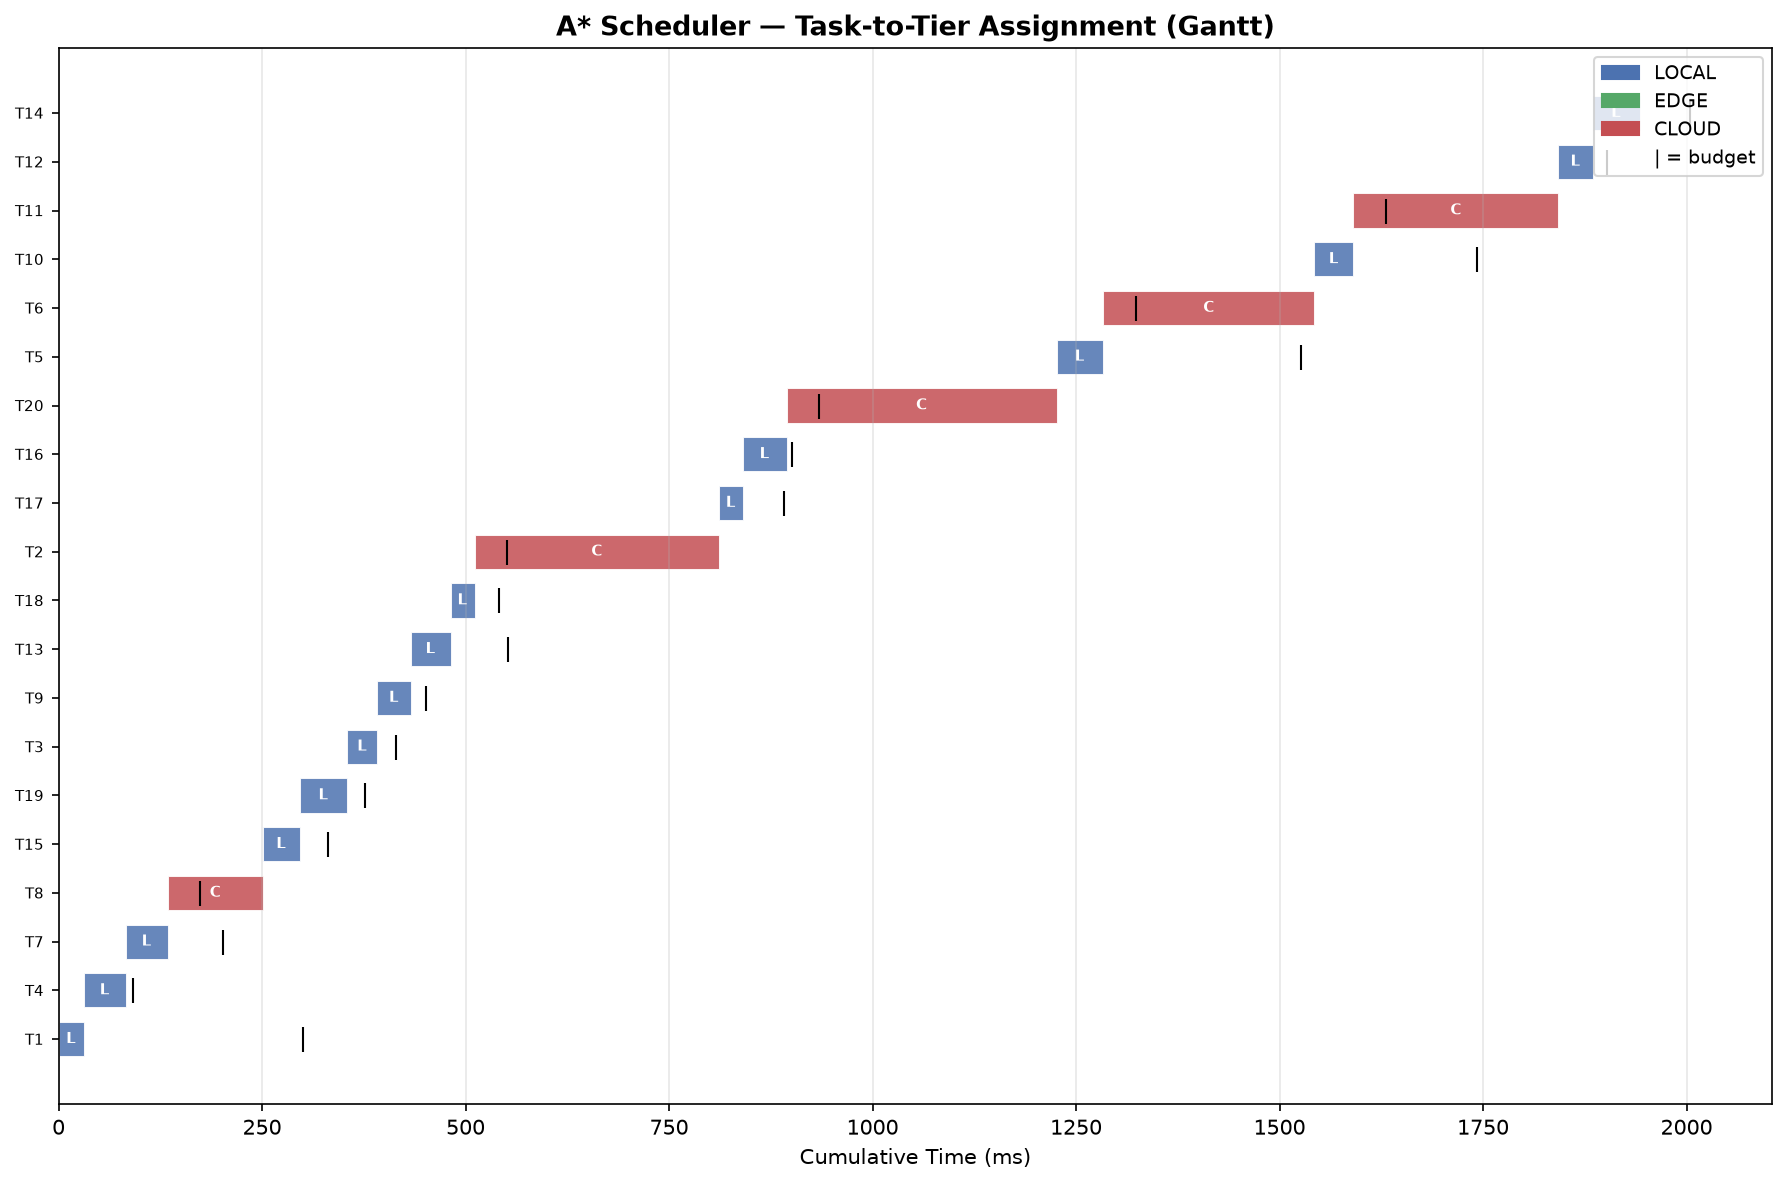 A* Scheduler — Task-to-Tier Assignment (Gantt)
LOCAL
EDGE
CLOUD
| = budget
T14 L
T12 L
T11 C
T10 L
T6 C
T5 L
T20 C
T16 L
T17 L
T2 C
T18 L
T13 L
T9 L
T3 L
T19 L
T15 L
T8 C
T7 L
T4 L
T1 L
0 250 500 750 1000 1250 1500 1750 2000
Cumulative Time (ms)